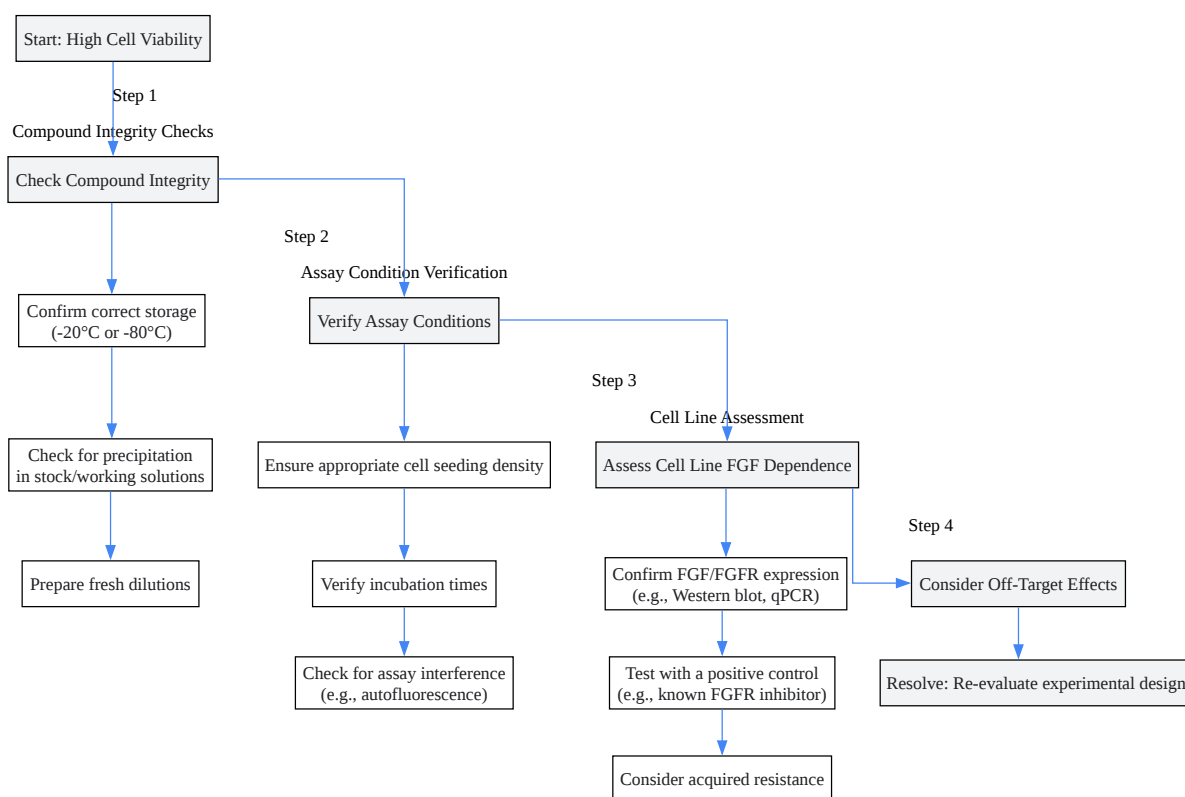 Start: High Cell Viability
Step 1
Compound Integrity Checks
Check Compound Integrity
Confirm correct storage
(-20°C or -80°C)
Check for precipitation
in stock/working solutions
Prepare fresh dilutions
Step 2
Assay Condition Verification
Verify Assay Conditions
Ensure appropriate cell seeding density
Verify incubation times
Check for assay interference
(e.g., autofluorescence)
Step 3
Cell Line Assessment
Assess Cell Line FGF Dependence
Confirm FGF/FGFR expression
(e.g., Western blot, qPCR)
Test with a positive control
(e.g., known FGFR inhibitor)
Consider acquired resistance
Step 4
Consider Off-Target Effects
Resolve: Re-evaluate experimental design